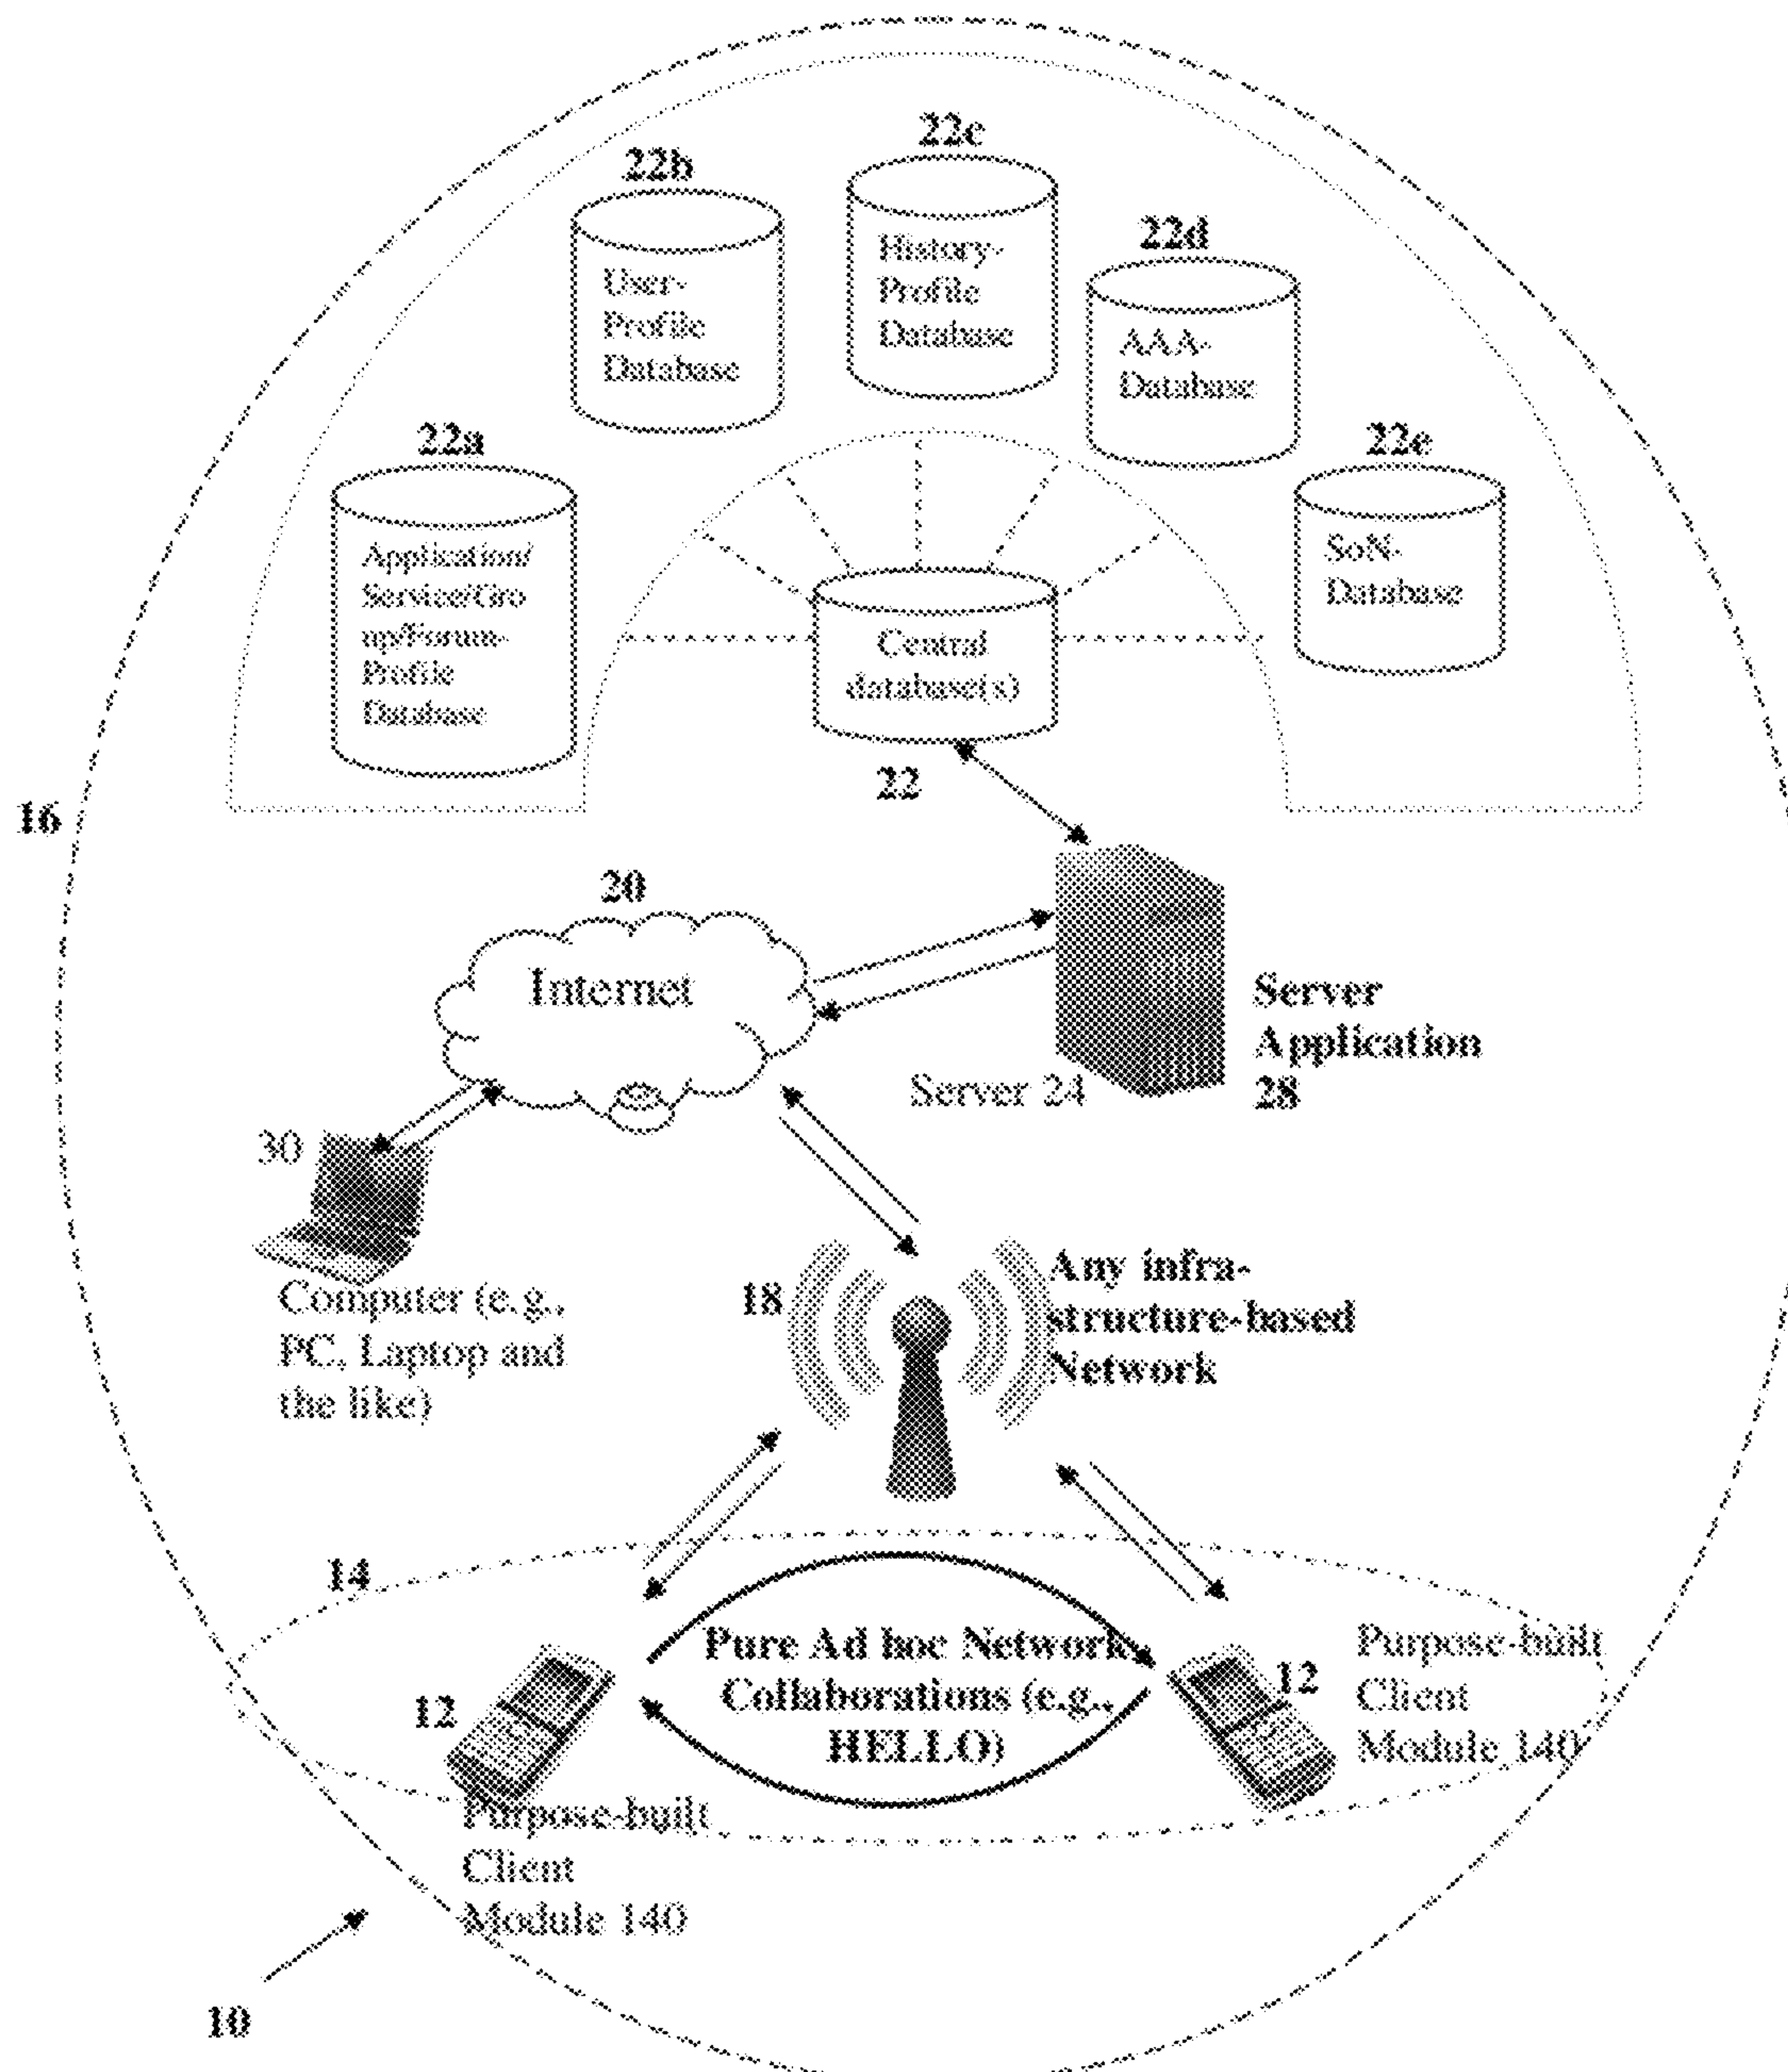 22c
22b
History-
Profile
Database
User-
Profile
Database
22d
AAA-
Database
22a
Application/
Service/Gro
up/Forum-
Profile
Database
22e
SoN-
Database
Central
database(s)
22
16
20
Internet
Server
Application
28
Server 24
30
Computer (e.g.,
PC, Laptop and
the like)
18
Any infra-
structure-based
Network
14
Pure Ad hoc Network
Collaborations (e.g.,
HELLO)
12
12
Purpose-built
Client
Module 140
Purpose-built
Client
Module 140
10